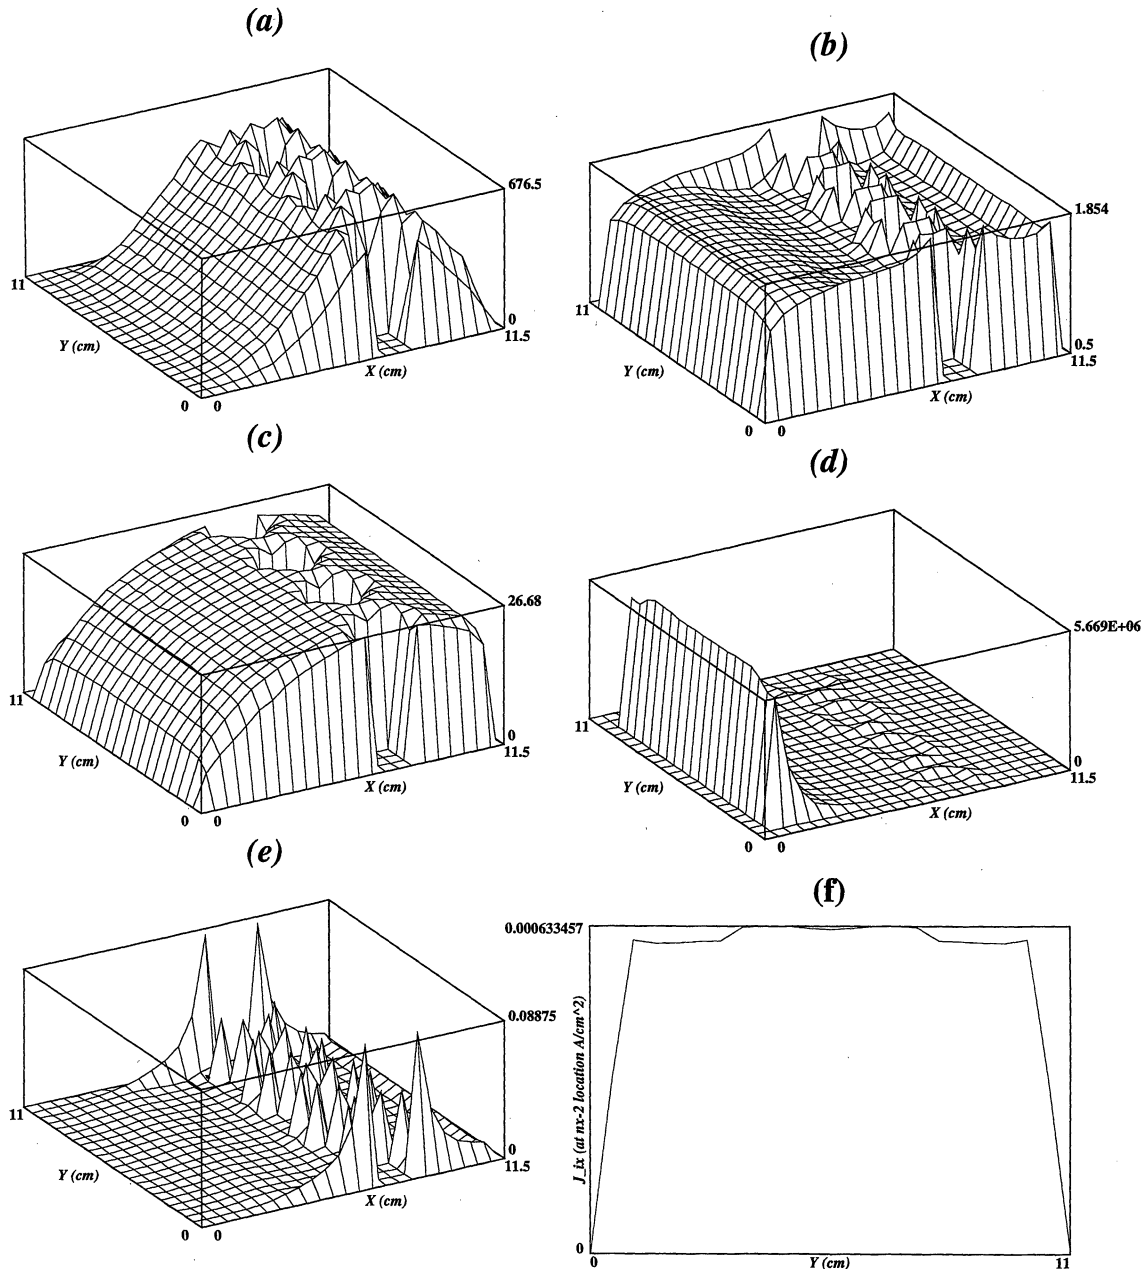 (a)
676.5
0
11.5
X (cm)
11
Y (cm)
0 0
(b)
1.854
0.5
11.5
X (cm)
11
Y (cm)
0 0
(c)
26.68
0
11.5
X (cm)
11
Y (cm)
0 0
(d)
5.669E+06
0
11.5
X (cm)
11
Y (cm)
0 0
(e)
0.08875
0
11.5
X (cm)
11
Y (cm)
0 0
(f)
0.000633457
J_ix (at nx-2 location A/cm^2)
0
0 Y (cm) 11